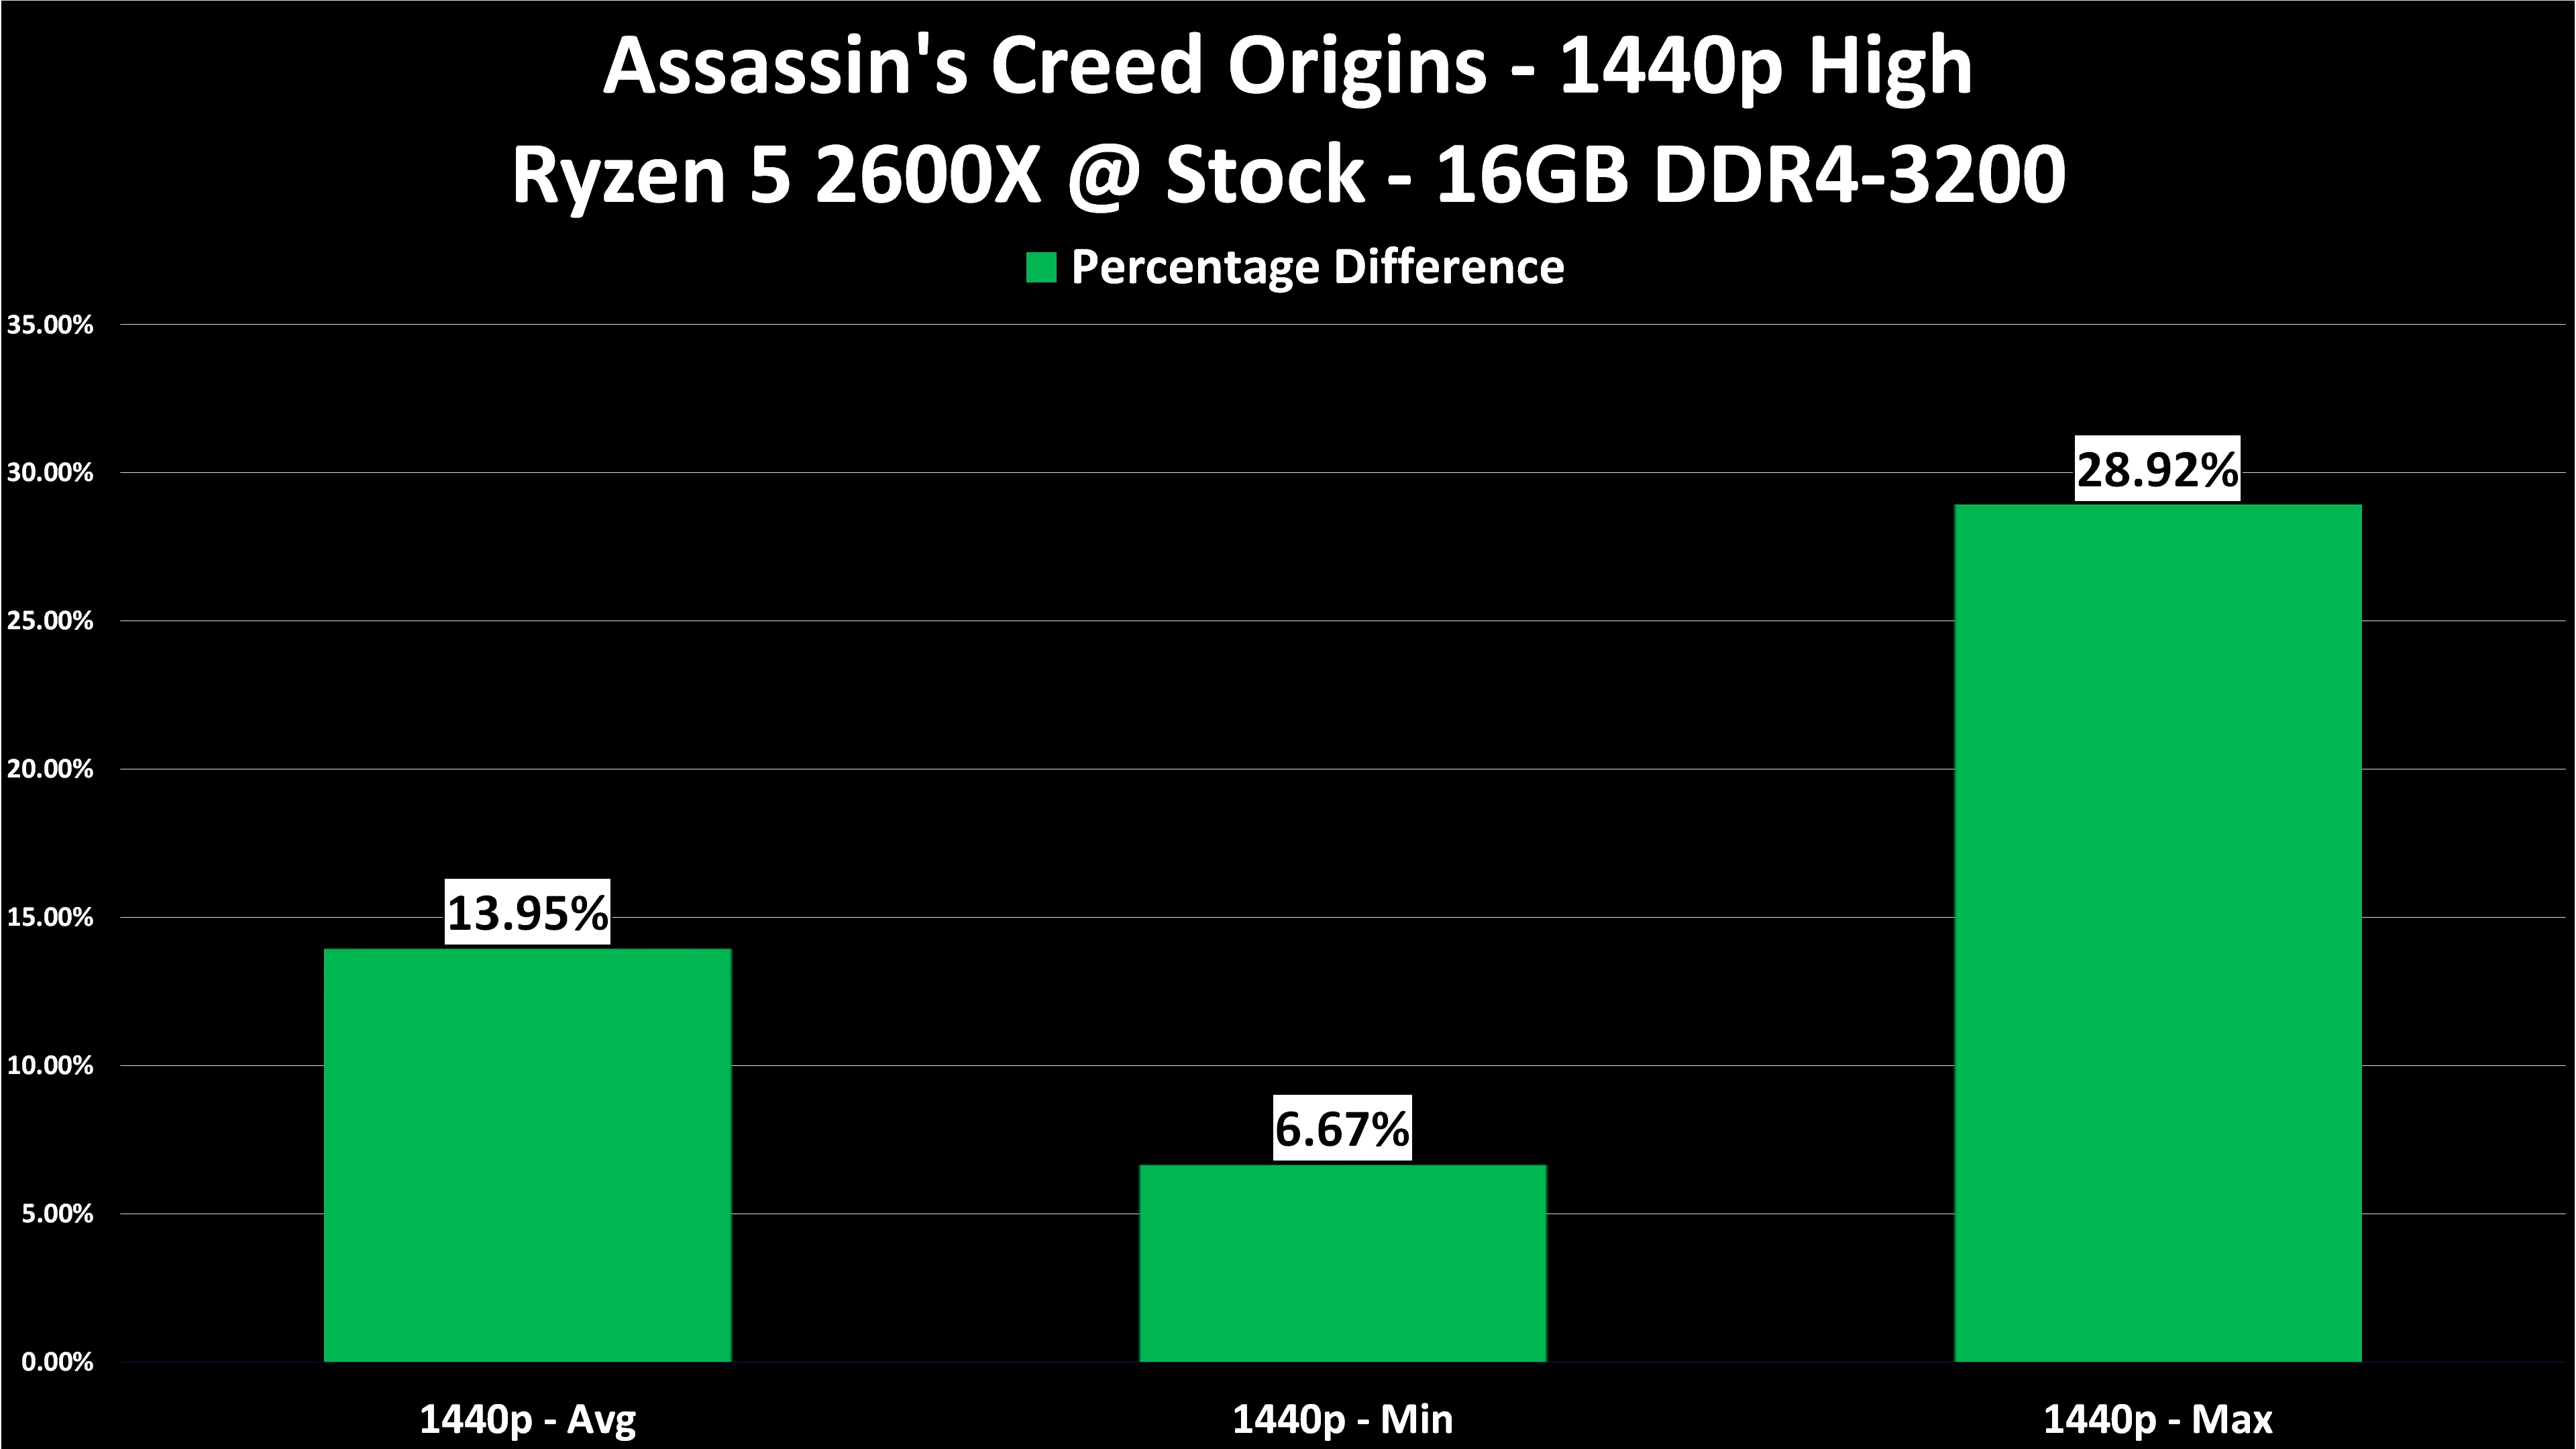 Assassin's Creed Origins - 1440p High
Ryzen 5 2600X @ Stock - 16GB DDR4-3200
Percentage Difference
35.00%
30.00%
25.00%
20.00%
15.00%
10.00%
5.00%
0.00%
13.95%
6.67%
28.92%
1440p - Avg
1440p - Min
1440p - Max